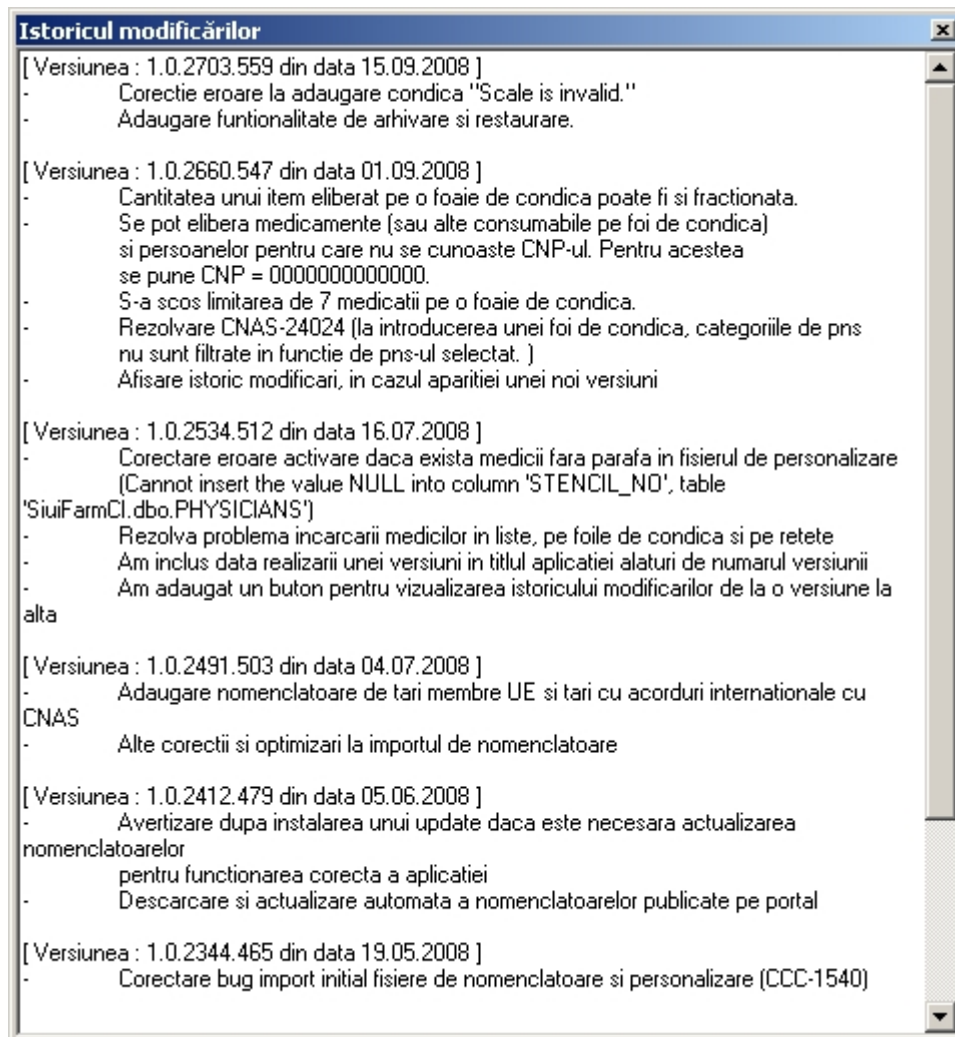 Istoricul modificărilor
[ Versiunea : 1.0.2703.559 din data 15.09.2008 ]
- Corectie eroare la adaugare condica "Scale is invalid."
- Adaugare funtionalitate de arhivare si restaurare.
[ Versiunea : 1.0.2660.547 din data 01.09.2008 ]
- Cantitatea unui item eliberat pe o foaie de condica poate fi si fractionata.
- Se pot elibera medicamente (sau alte consumabile pe foi de condica)
si persoanelor pentru care nu se cunoaste CNP-ul. Pentru acestea
se pune CNP = 0000000000000.
- S-a scos limitarea de 7 medicatii pe o foaie de condica.
- Rezolvare CNAS-24024 (la introducerea unei foi de condica, categoriile de pns
nu sunt filtrate in functie de pns-ul selectat. )
- Afisare istoric modificari, in cazul aparitiei unei noi versiuni
[ Versiunea : 1.0.2534.512 din data 16.07.2008 ]
- Corectare eroare activare daca exista medicii fara parafa in fisierul de personalizare
(Cannot insert the value NULL into column 'STENCIL_NO', table
'SiuiFarmCl.dbo.PHYSICIANS')
- Rezolva problema incarcarii medicilor in liste, pe foile de condica si pe retete
- Am inclus data realizarii unei versiuni in titlul aplicatiei alaturi de numarul versiunii
- Am adaugat un buton pentru vizualizarea istoricului modificarilor de la o versiune la
alta
[ Versiunea : 1.0.2491.503 din data 04.07.2008 ]
- Adaugare nomenclatoare de tari membre UE si tari cu acorduri internationale cu
CNAS
- Alte corectii si optimizari la importul de nomenclatoare
[ Versiunea : 1.0.2412.479 din data 05.06.2008 ]
- Avertizare dupa instalarea unui update daca este necesara actualizarea
nomenclatoarelor
pentru functionarea corecta a aplicatiei
- Descarcare si actualizare automata a nomenclatoarelor publicate pe portal
[ Versiunea : 1.0.2344.465 din data 19.05.2008 ]
- Corectare bug import initial fisiere de nomenclatoare si personalizare (CCC-1540)